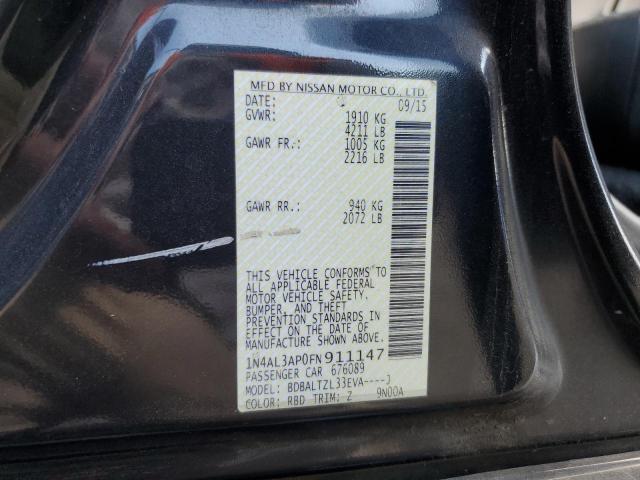 MFD BY NISSAN MOTOR CO., LTD.
DATE: 09/15
GVWR: 1910 KG
4211 LB
GAWR FR.: 1005 KG
2216 LB
GAWR RR.: 940 KG
2072 LB
THIS VEHICLE CONFORMS TO
ALL APPLICABLE FEDERAL
MOTOR VEHICLE SAFETY,
BUMPER, AND THEFT
PREVENTION STANDARDS IN
EFFECT ON THE DATE OF
MANUFACTURE SHOWN ABOVE.
1N4AL3AP0FN911147
PASSENGER CAR 676089
MODEL: BDBALTZL33EVA----J
COLOR: RBD TRIM: Z 9N00A